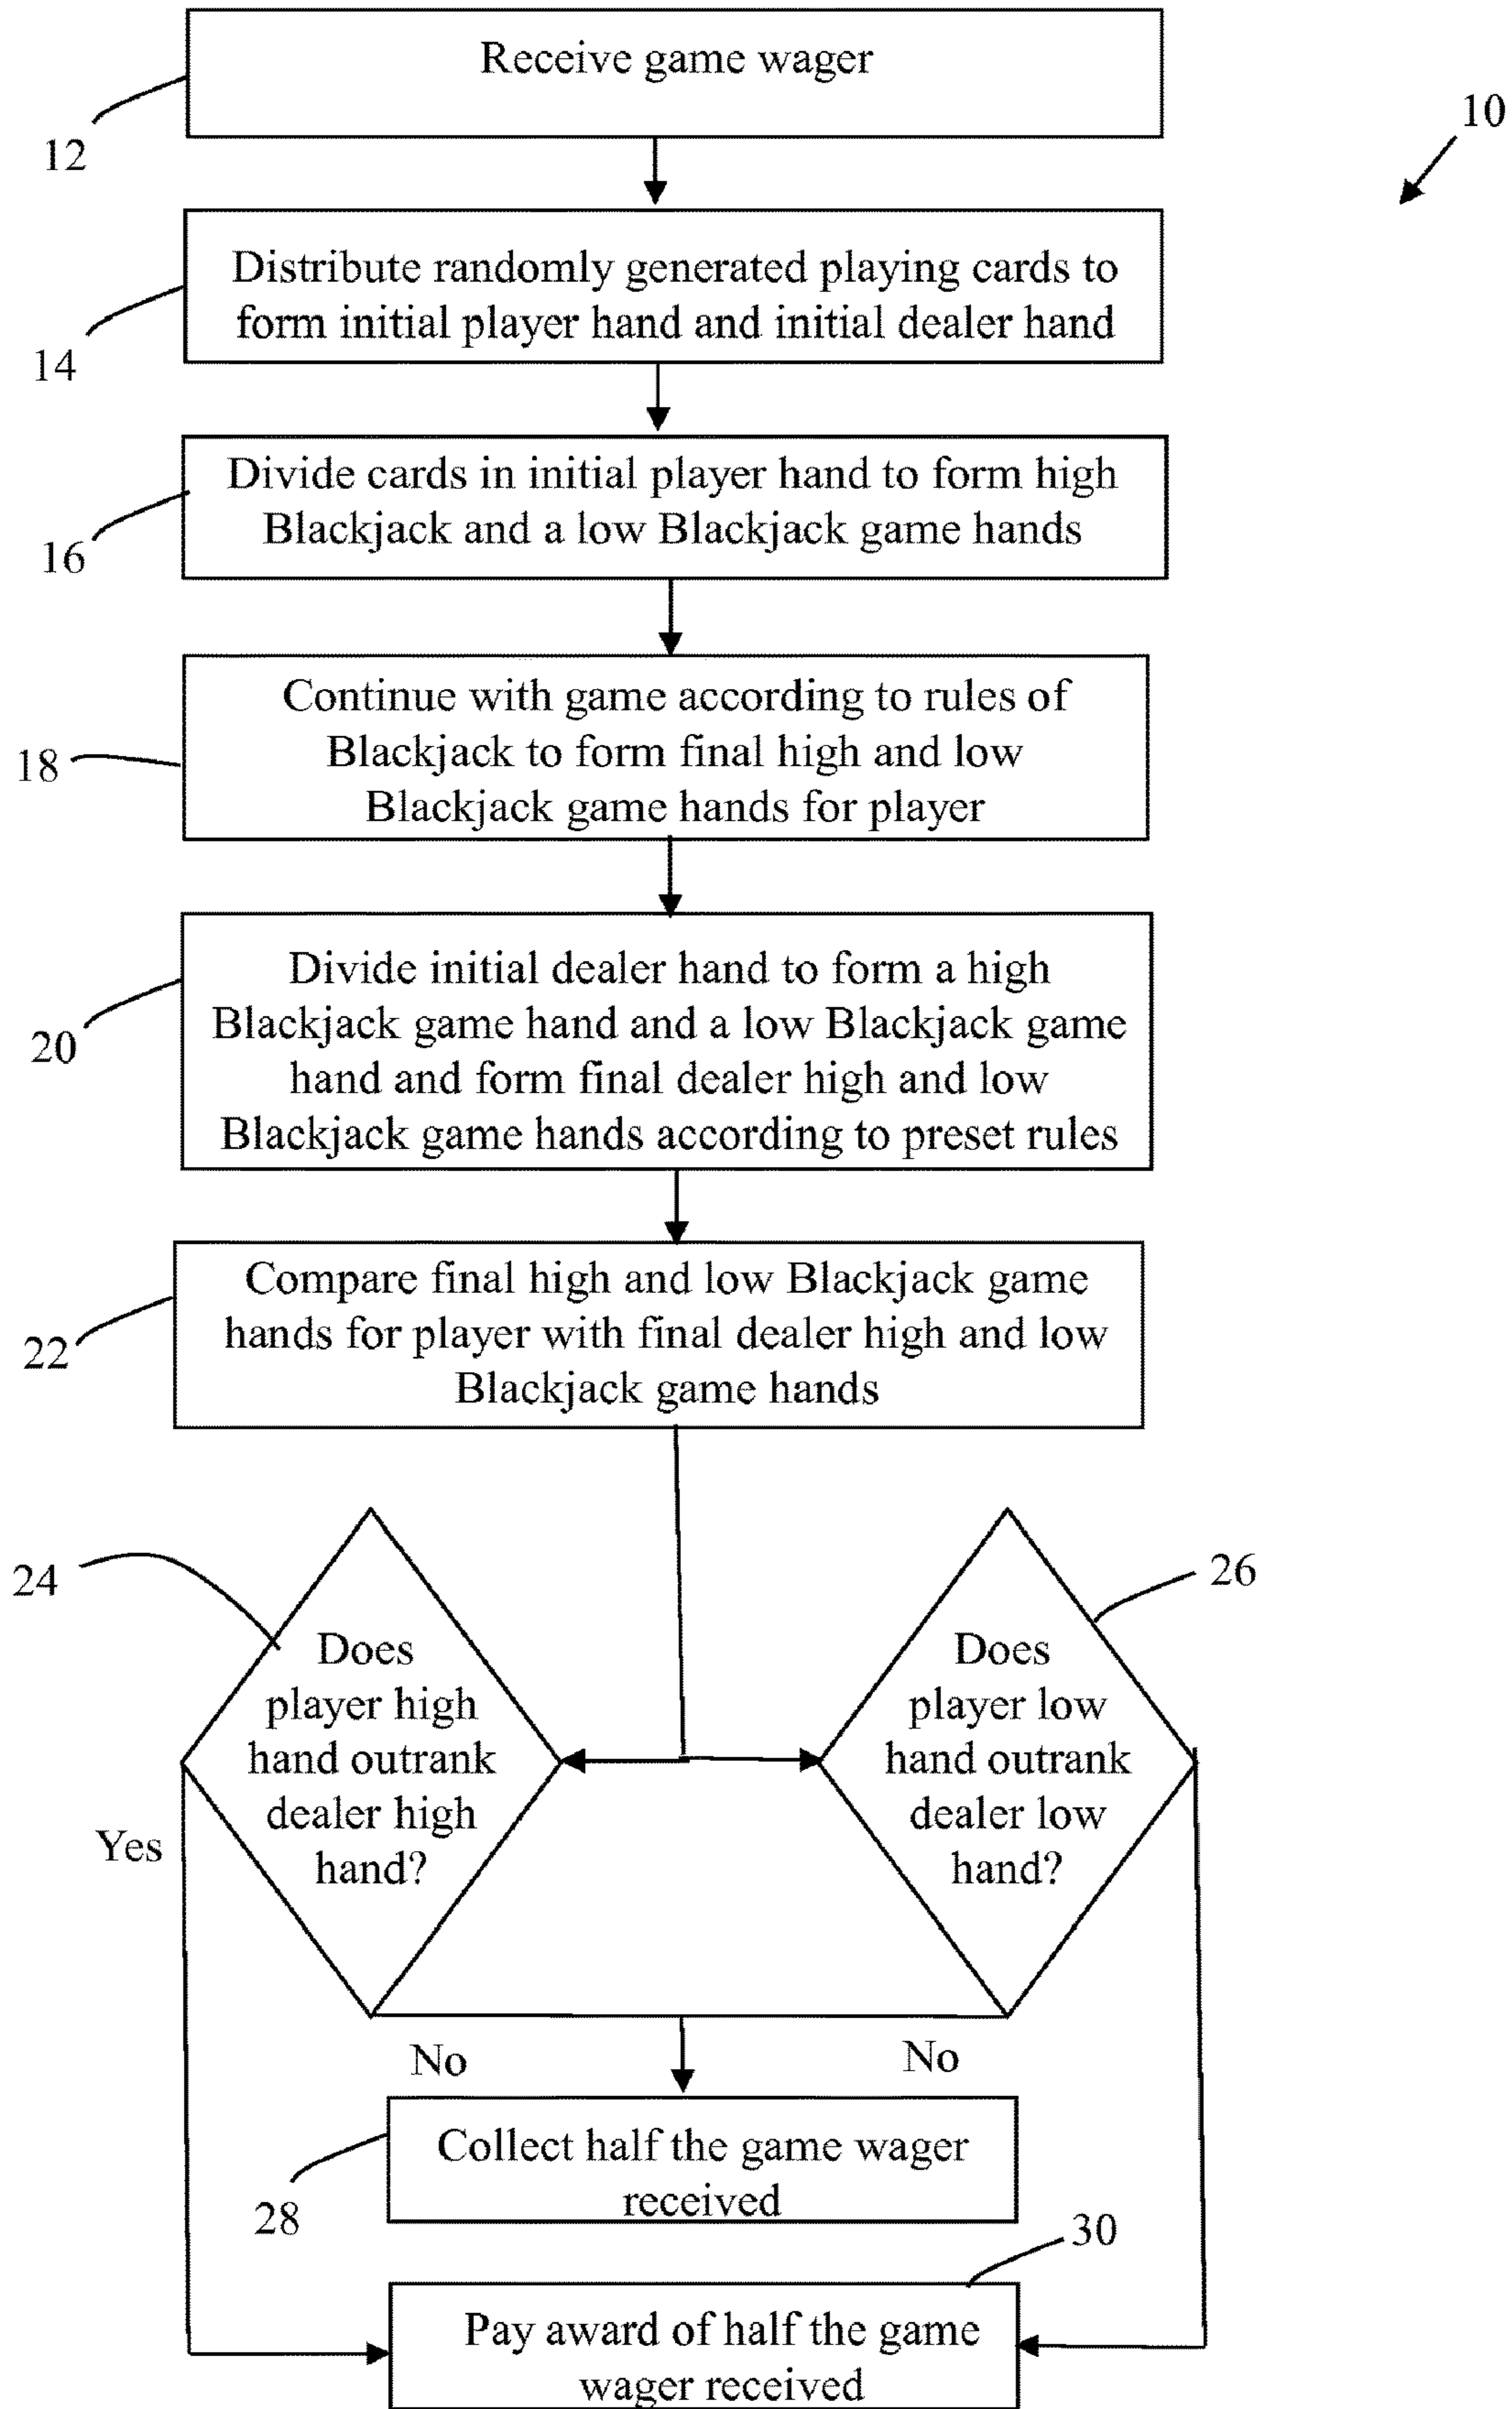 Receive game wager
12
10
Distribute randomly generated playing cards to
form initial player hand and initial dealer hand
14
Divide cards in initial player hand to form high
Blackjack and a low Blackjack game hands
16
Continue with game according to rules of
Blackjack to form final high and low
Blackjack game hands for player
18
Divide initial dealer hand to form a high
Blackjack game hand and a low Blackjack game
hand and form final dealer high and low
Blackjack game hands according to preset rules
20
Compare final high and low Blackjack game
hands for player with final dealer high and low
Blackjack game hands
22
24
Does
player high
hand outrank
dealer high
hand?
26
Does
player low
hand outrank
dealer low
hand?
Yes
No
No
Collect half the game wager
received
28
30
Pay award of half the game
wager received